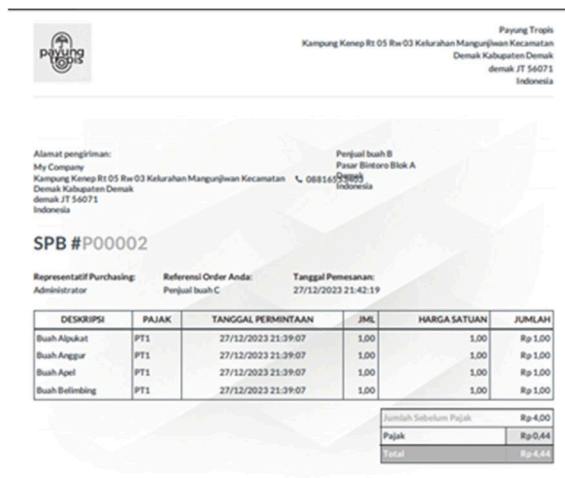 payung
tropis
Payung Tropis
Kampung Kenep Rt 05 Rw 03 Kelurahan Mangunjiwan Kecamatan
Demak Kabupaten Demak
demak JT 56071
Indonesia
Alamat pengiriman:
My Company
Kampung Kenep Rt 05 Rw 03 Kelurahan Mangunjiwan Kecamatan
Demak Kabupaten Demak
demak JT 56071
Indonesia
Penjual buah B
Pasar Bintoro Blok A
Demak
Indonesia
SPB #P00002
Representatif Purchasing: Referensi Order Anda: Tanggal Pemesanan:
Administrator Penjual buah C 27/12/2023 21:42:19
DESKRIPSI PAJAK TANGGAL PERMINTAAN JML HARGA SATUAN JUMLAH
Buah Alpukat PT1 27/12/2023 21:39:07 1,00 1,00 Rp 1,00
Buah Anggur PT1 27/12/2023 21:39:07 1,00 1,00 Rp 1,00
Buah Apel PT1 27/12/2023 21:39:07 1,00 1,00 Rp 1,00
Buah Belimbing PT1 27/12/2023 21:39:07 1,00 1,00 Rp 1,00
Jumlah Sebelum Pajak Rp 4,00
Pajak Rp 0,44
Total Rp 4,44